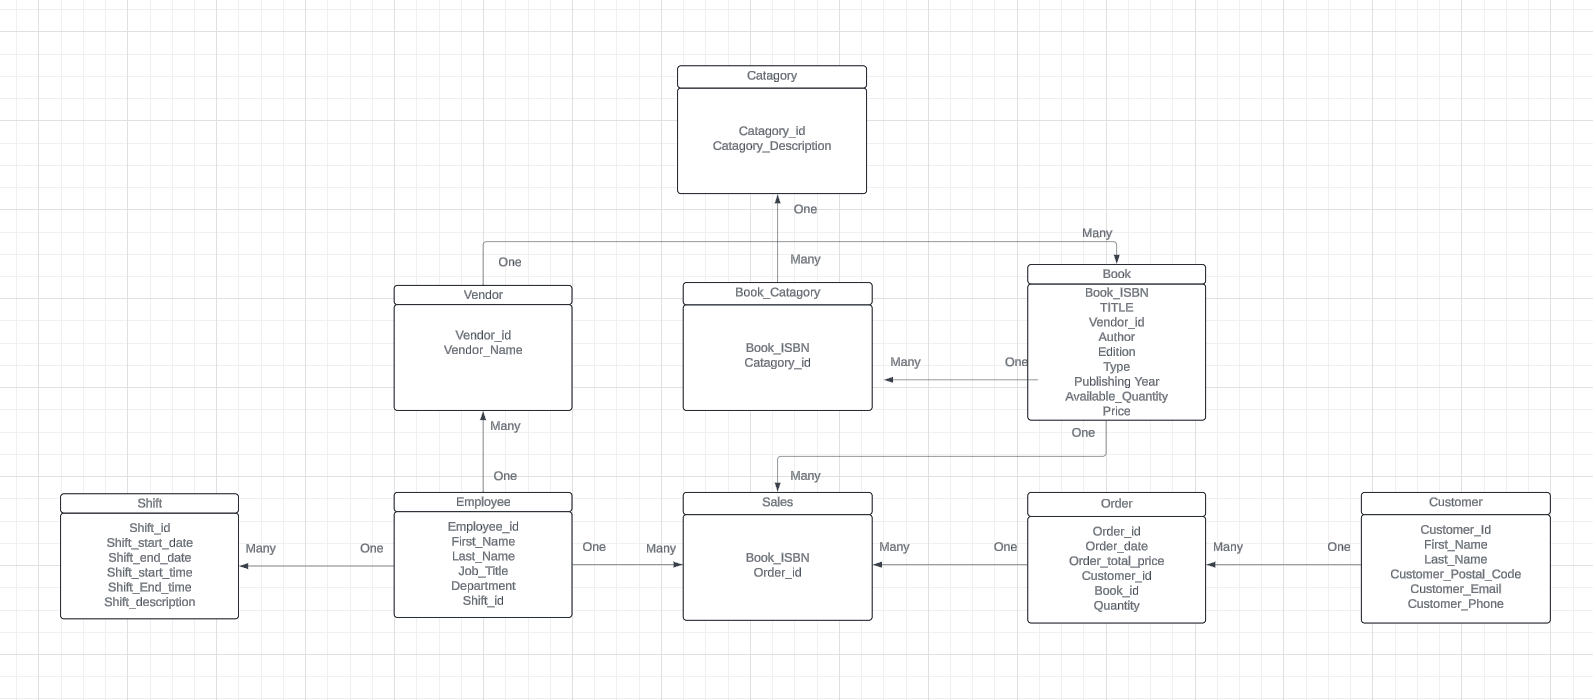 Catagory
Catagory_id
Catagory_Description
One
Many
One
Many
Vendor
Vendor_id
Vendor_Name
Book_Catagory
Book_ISBN
Catagory_id
Book
Book_ISBN
TITLE
Vendor_id
Author
Edition
Type
Publishing Year
Available_Quantity
Price
Many
One
Many
One
One
Many
Shift
Shift_id
Shift_start_date
Shift_end_date
Shift_start_time
Shift_End_time
Shift_description
Many
One
Employee
Employee_id
First_Name
Last_Name
Job_Title
Department
Shift_id
One
Many
Sales
Book_ISBN
Order_id
Many
One
Order
Order_id
Order_date
Order_total_price
Customer_id
Book_id
Quantity
Many
One
Customer
Customer_Id
First_Name
Last_Name
Customer_Postal_Code
Customer_Email
Customer_Phone